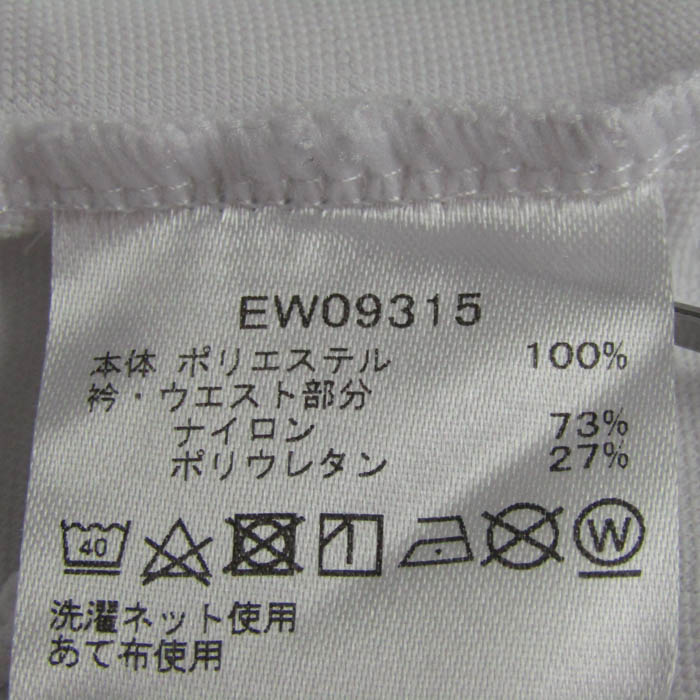 EW09315
本体 ポリエステル 100%
衿・ウエスト部分
ナイロン 73%
ポリウレタン 27%
40 W
洗濯ネット使用
あて布使用